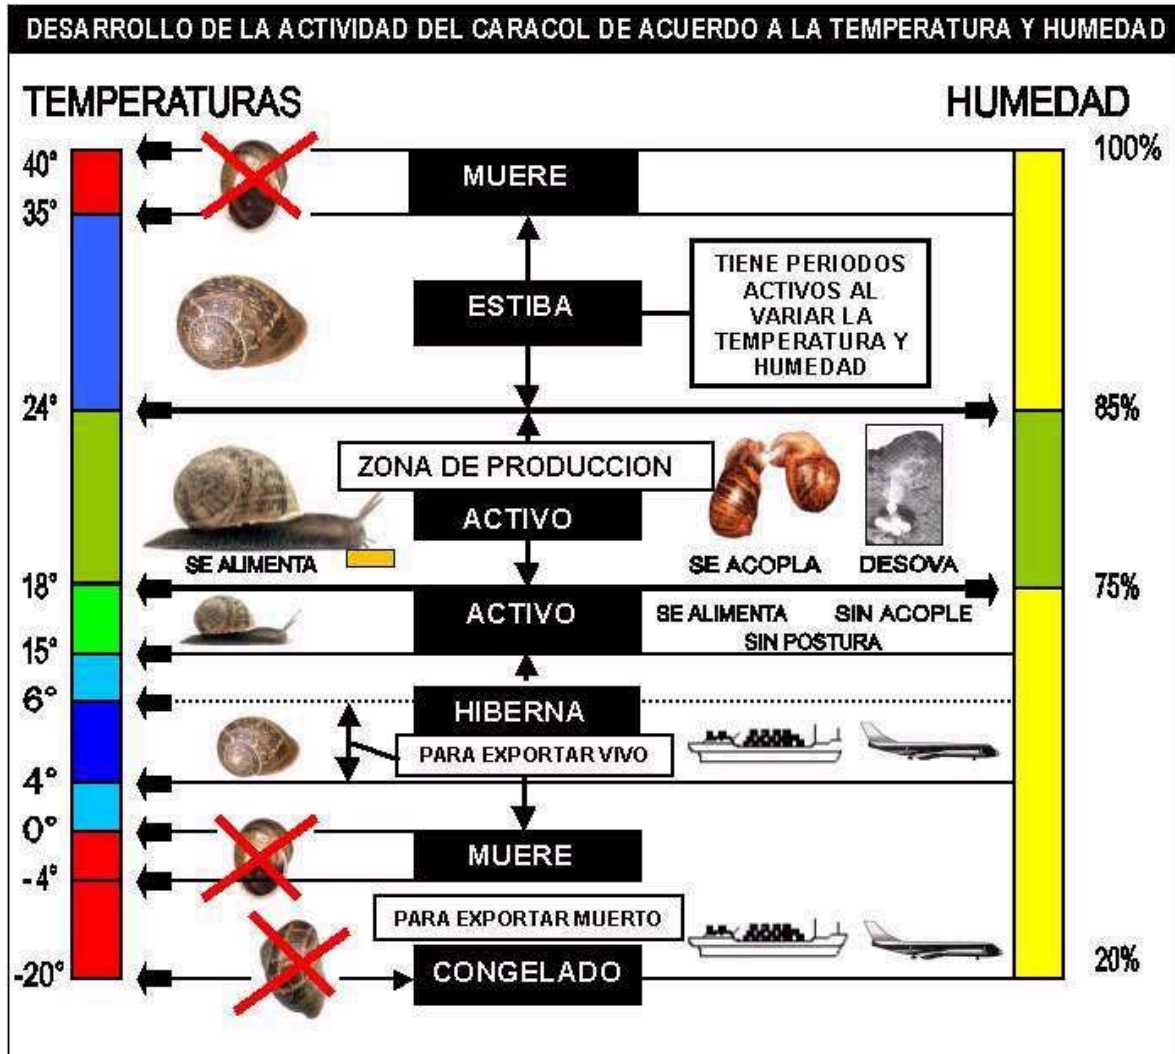 DESARROLLO DE LA ACTIVIDAD DEL CARACOL DE ACUERDO A LA TEMPERATURA Y HUMEDAD
TEMPERATURAS
HUMEDAD
40°
MUERE
100%
35°
ESTIBA
TIENE PERIODOS
ACTIVOS AL
VARIAR LA
TEMPERATURA Y
HUMEDAD
24°
85%
ZONA DE PRODUCCION
ACTIVO
SE ALIMENTA
SE ACOPLA
DESOVA
18°
75%
ACTIVO
SE ALIMENTA
SIN ACOPLE
SIN POSTURA
15°
6°
HIBERNA
PARA EXPORTAR VIVO
4°
0°
MUERE
-4°
PARA EXPORTAR MUERTO
-20°
CONGELADO
20%